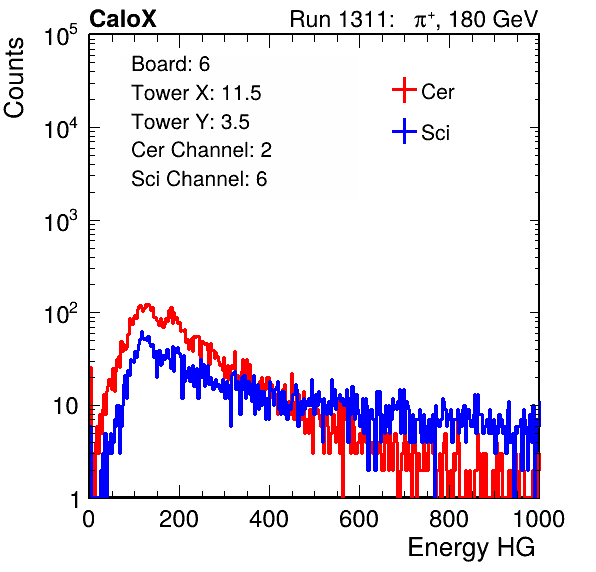 CaloX Run 1311: π⁺, 180 GeV
Counts
10⁵
10⁴
10³
10²
10
1
Board: 6
Tower X: 11.5
Tower Y: 3.5
Cer Channel: 2
Sci Channel: 6
Cer
Sci
0 200 400 600 800 1000
Energy HG